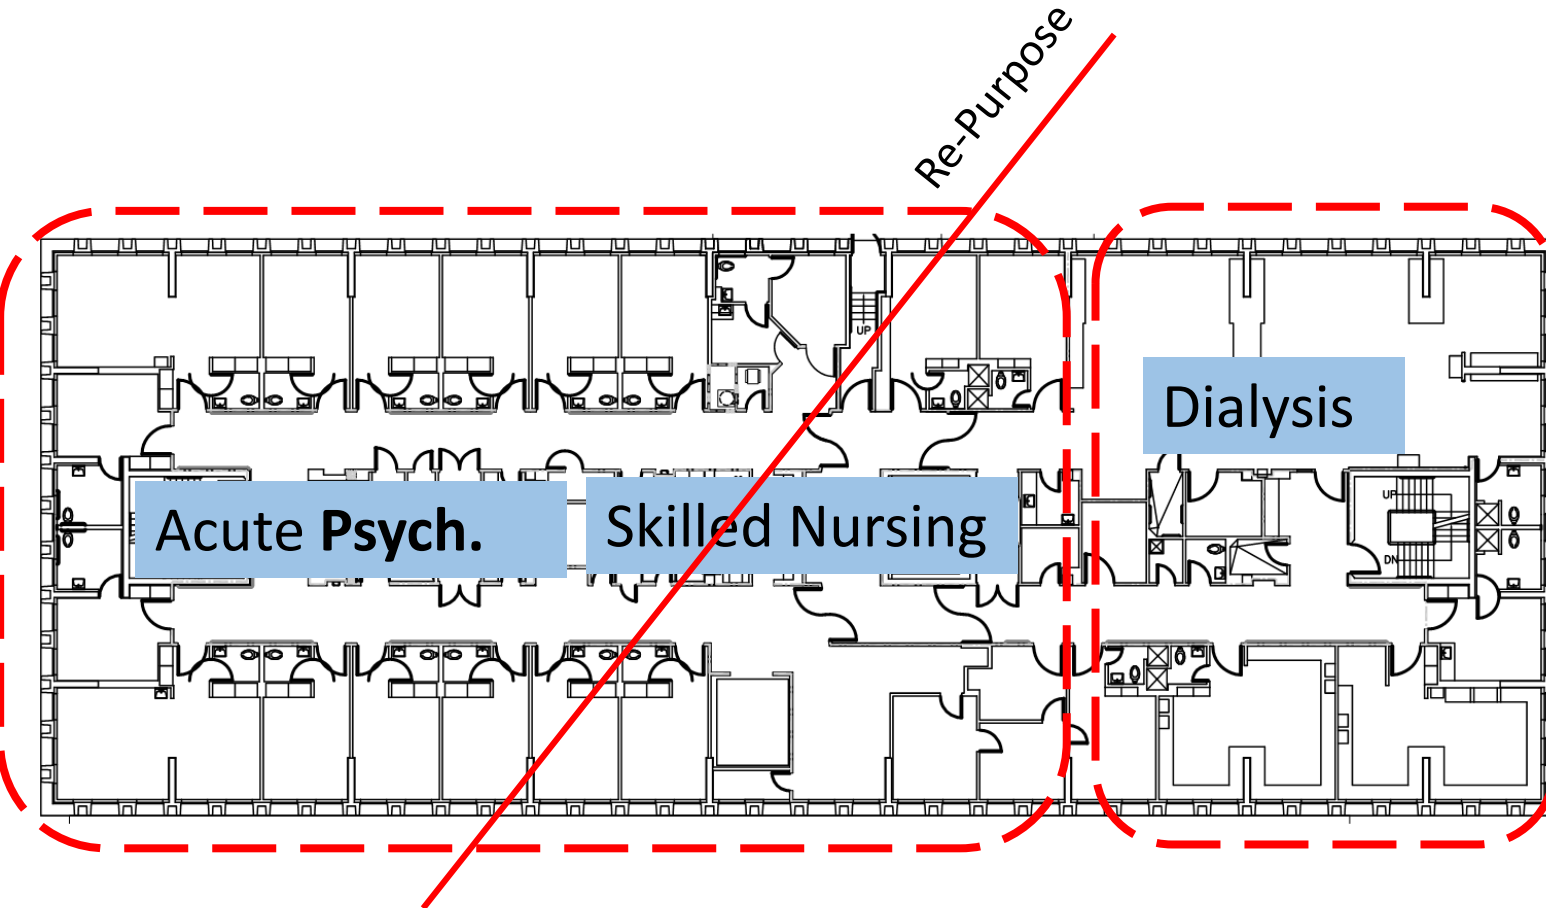 Re-Purpose
UP
Dialysis
Acute Psych.
Skilled Nursing
UP
DN